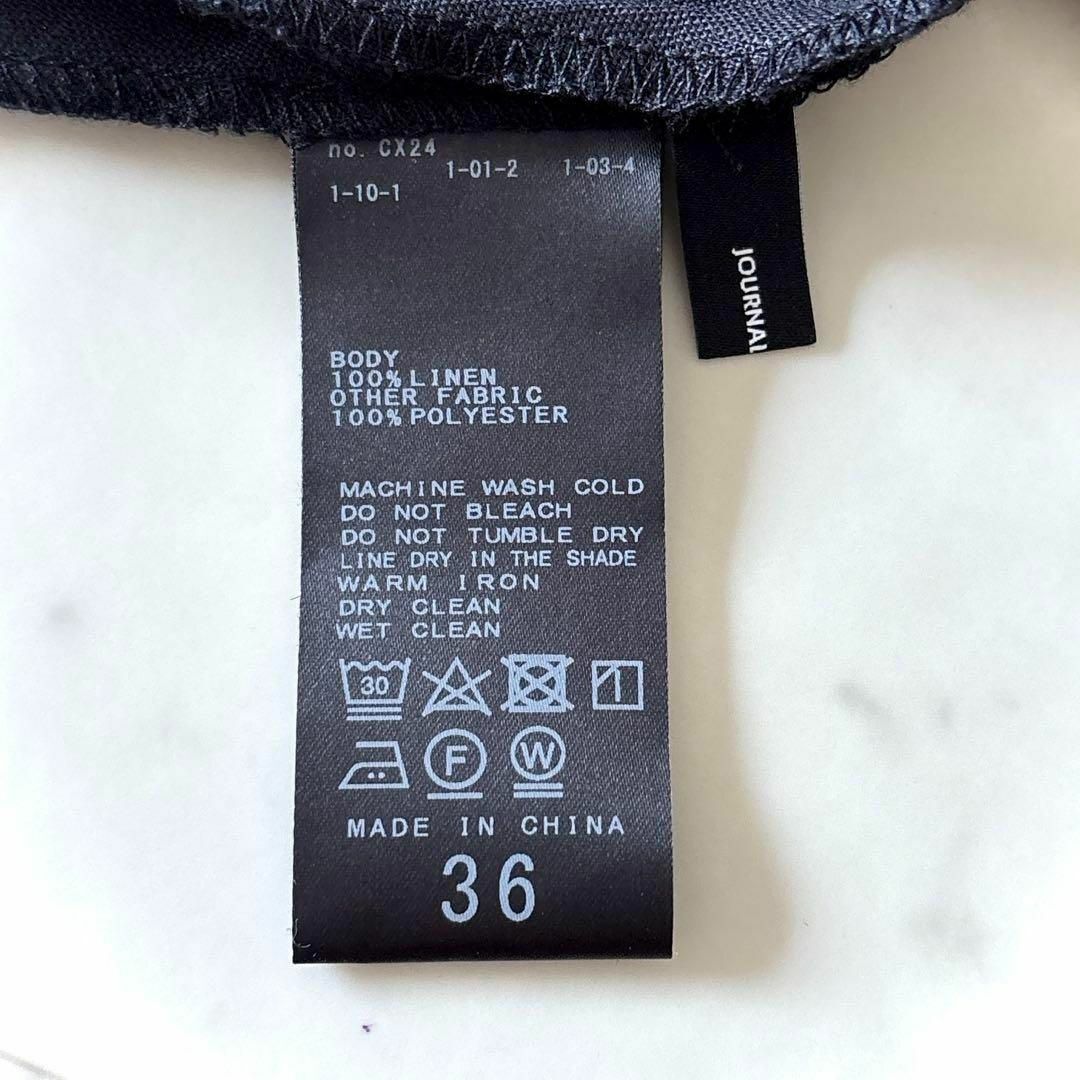 no. CX24
1-01-2 1-03-4
1-10-1
JOURNAL
BODY
100% LINEN
OTHER FABRIC
100% POLYESTER
MACHINE WASH COLD
DO NOT BLEACH
DO NOT TUMBLE DRY
LINE DRY IN THE SHADE
WARM IRON
DRY CLEAN
WET CLEAN
30
F W
MADE IN CHINA
36